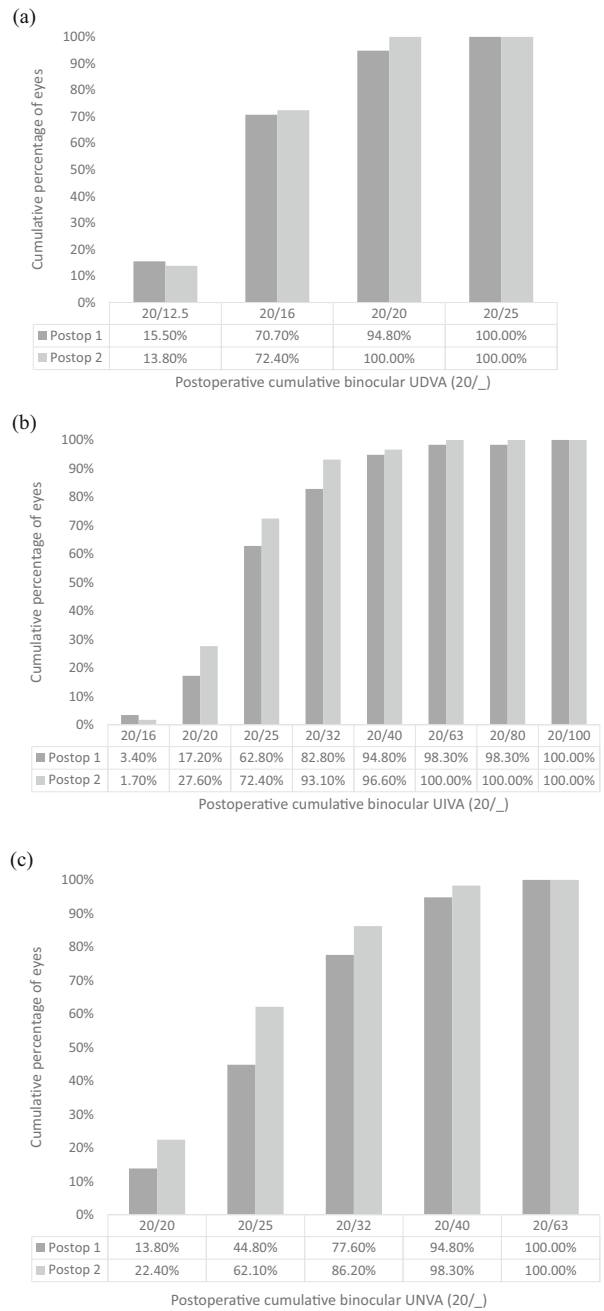 (a)
Cumulative percentage of eyes
100%
90%
80%
70%
60%
50%
40%
30%
20%
10%
0%
20/12.5 20/16 20/20 20/25
Postop 1 15.50% 70.70% 94.80% 100.00%
Postop 2 13.80% 72.40% 100.00% 100.00%
Postoperative cumulative binocular UDVA (20/_)
(b)
Cumulative percentage of eyes
100%
90%
80%
70%
60%
50%
40%
30%
20%
10%
0%
20/16 20/20 20/25 20/32 20/40 20/63 20/80 20/100
Postop 1 3.40% 17.20% 62.80% 82.80% 94.80% 98.30% 98.30% 100.00%
Postop 2 1.70% 27.60% 72.40% 93.10% 96.60% 100.00% 100.00% 100.00%
Postoperative cumulative binocular UIVA (20/_)
(c)
Cumulative percentage of eyes
100%
90%
80%
70%
60%
50%
40%
30%
20%
10%
0%
20/20 20/25 20/32 20/40 20/63
Postop 1 13.80% 44.80% 77.60% 94.80% 100.00%
Postop 2 22.40% 62.10% 86.20% 98.30% 100.00%
Postoperative cumulative binocular UNVA (20/_)